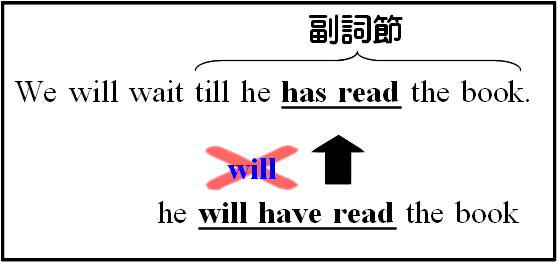 副詞節
We will wait till he has read the book.
will
he will have read the book